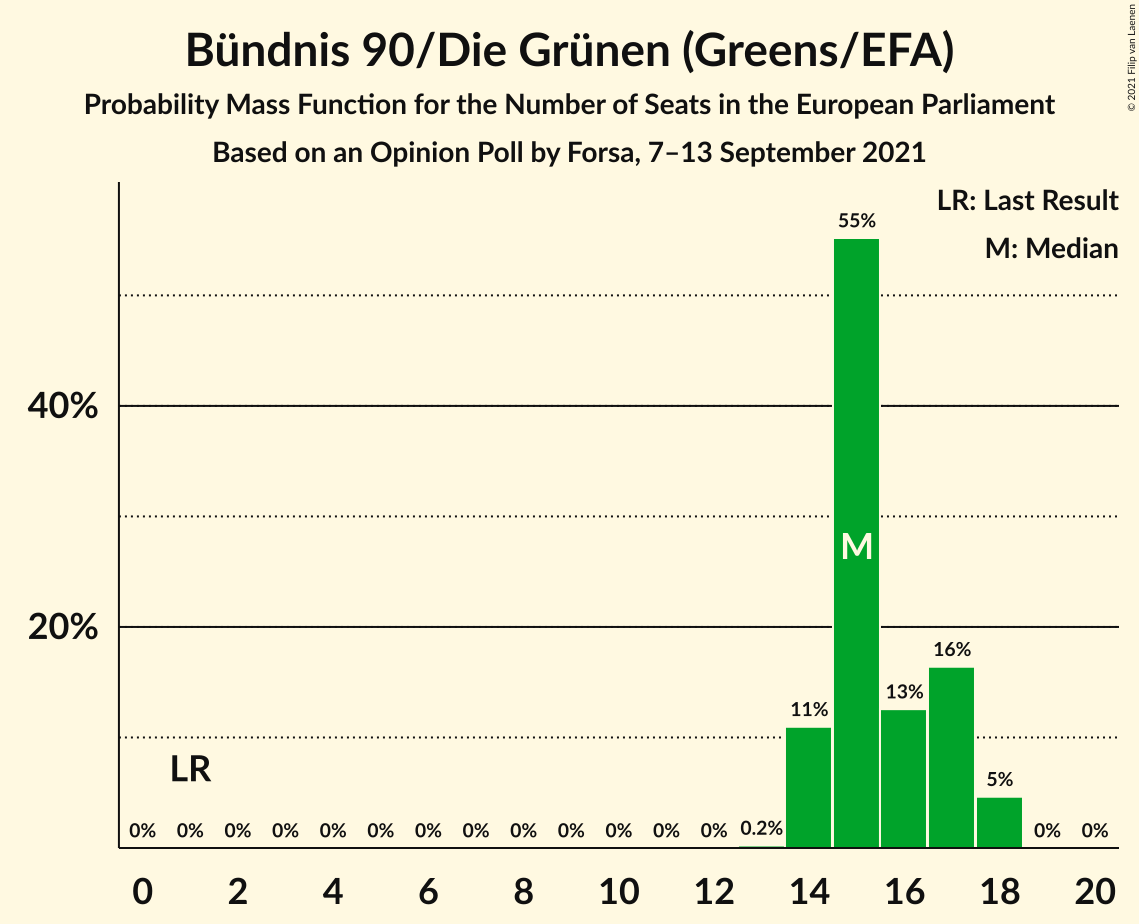 Bündnis 90/Die Grünen (Greens/EFA)
Probability Mass Function for the Number of Seats in the European Parliament
Based on an Opinion Poll by Forsa, 7–13 September 2021
© 2021 Filip van Laenen
LR: Last Result
M: Median
55%
40%
M
20%
16%
13%
11%
LR
5%
0% 0% 0% 0% 0% 0% 0% 0% 0% 0% 0% 0% 0% 0.2% 0% 0%
0 2 4 6 8 10 12 14 16 18 20